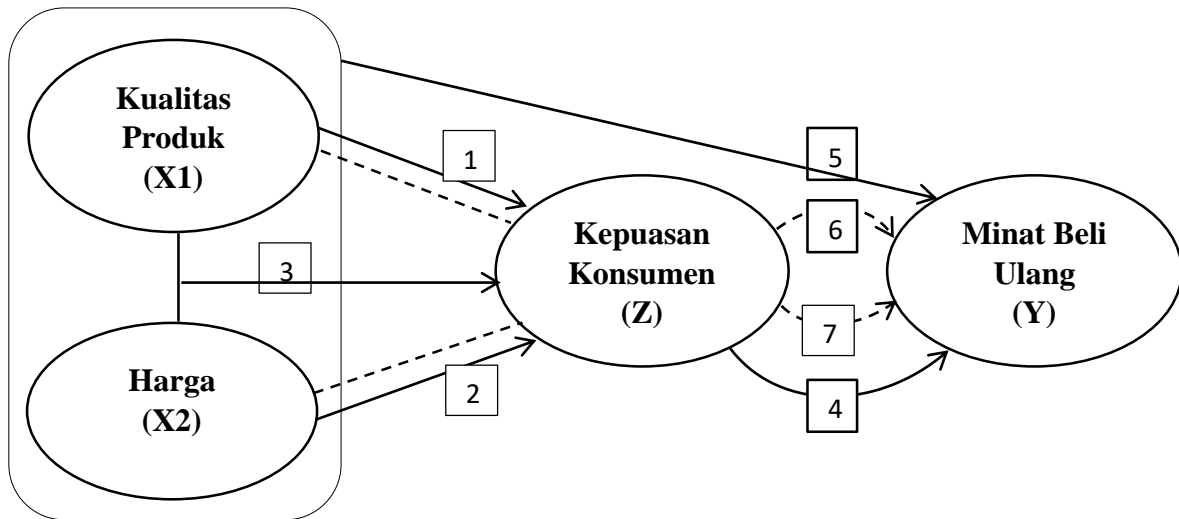 Kualitas
Produk
(X1)
1
5
6
3
Kepuasan
Konsumen
(Z)
Minat Beli
Ulang
(Y)
7
Harga
(X2)
2
4